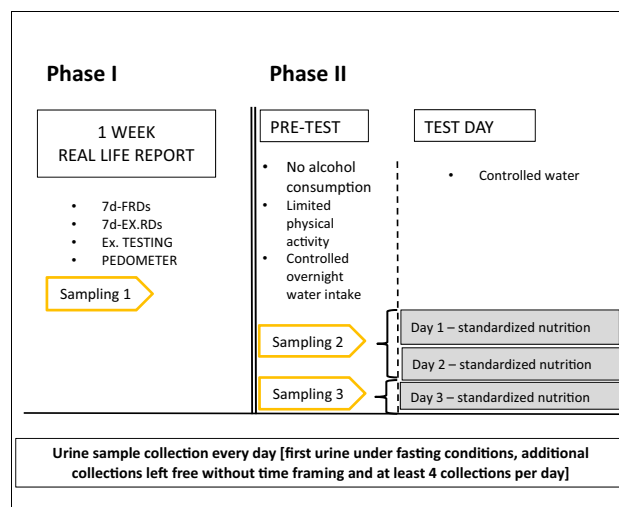 Phase I
Phase II
1 WEEK
REAL LIFE REPORT
• 7d-FRDs
• 7d-EX.RDs
• Ex. TESTING
• PEDOMETER
Sampling 1
PRE-TEST
• No alcohol
consumption
• Limited
physical
activity
• Controlled
overnight
water intake
Sampling 2
Sampling 3
TEST DAY
• Controlled water
Day 1 – standardized nutrition
Day 2 – standardized nutrition
Day 3 – standardized nutrition
Urine sample collection every day [first urine under fasting conditions, additional
collections left free without time framing and at least 4 collections per day]